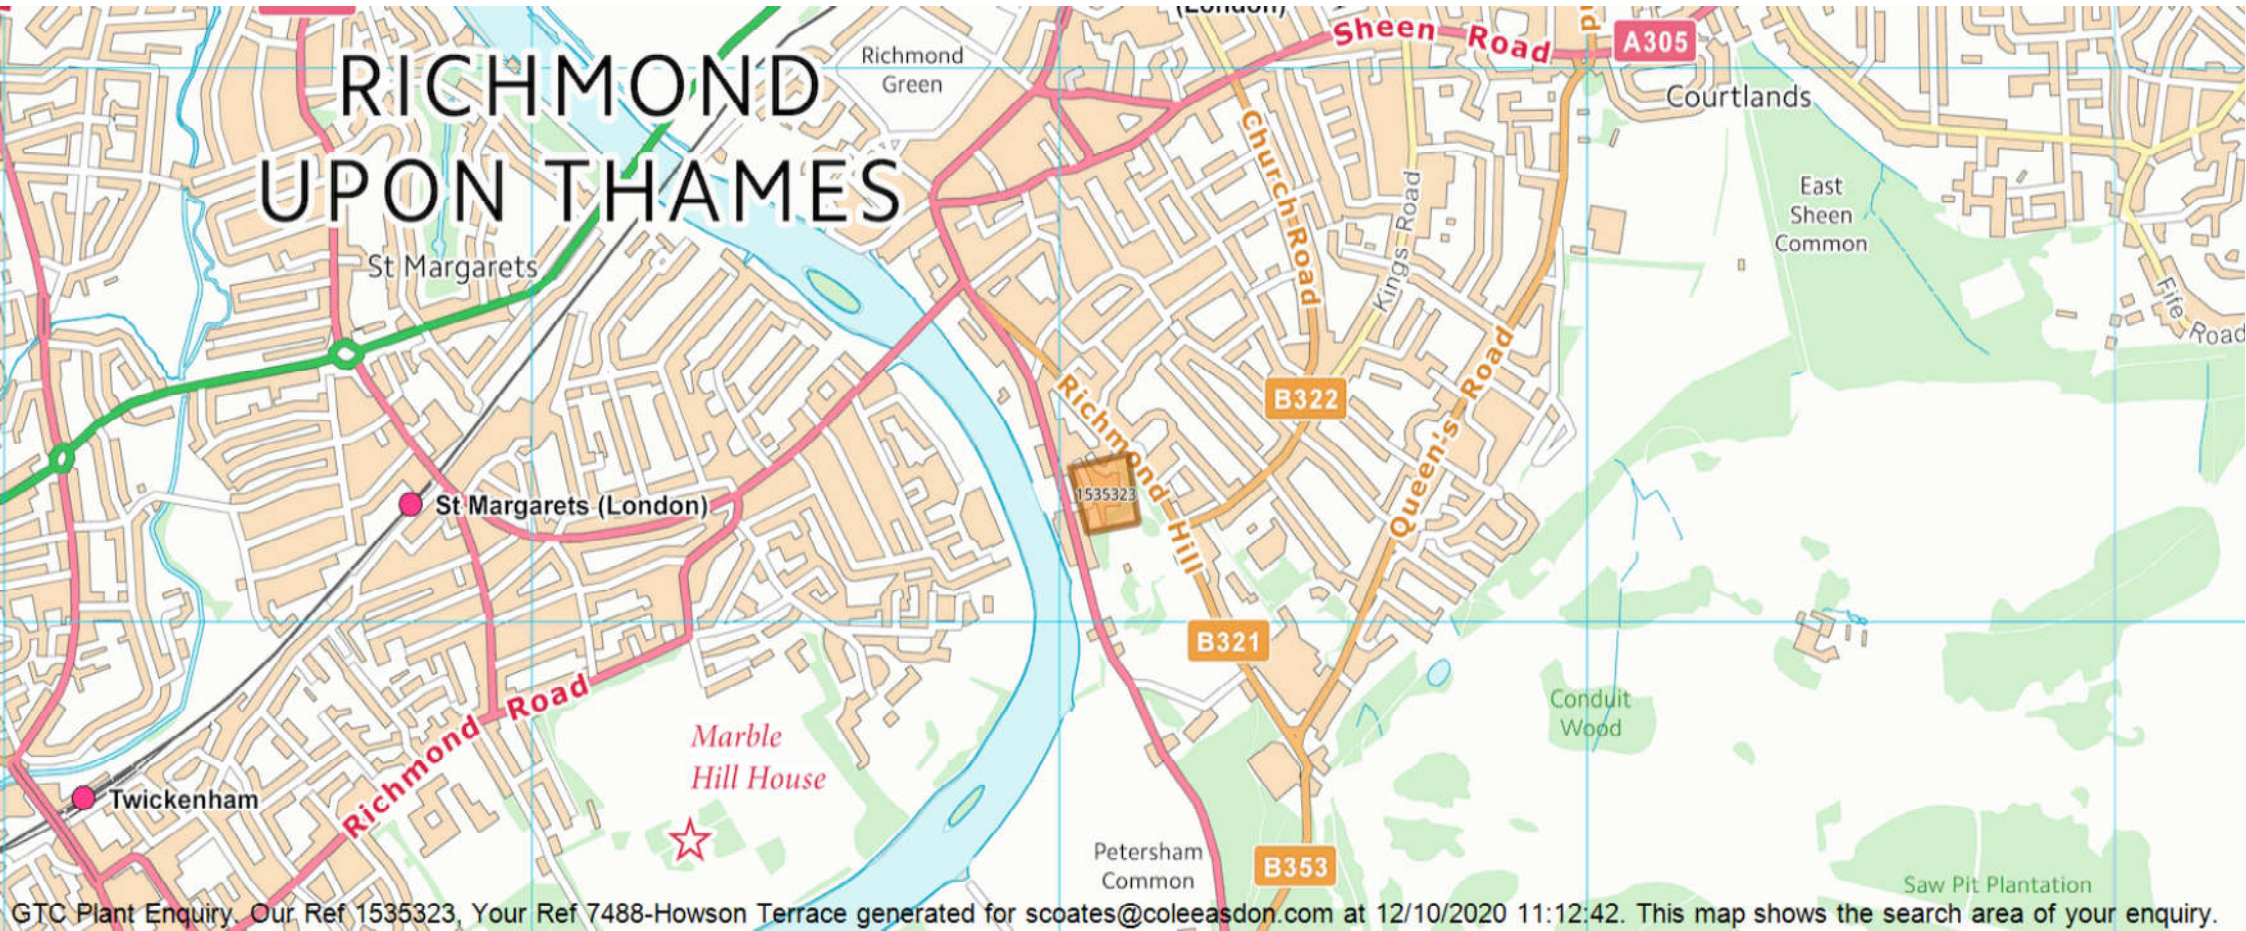 (London)
Sheen Road
A305
rd
RICHMOND
UPON THAMES
Richmond
Green
Courtlands
Church Road
Kings Road
East
Sheen
Common
St Margarets
Fife Road
Richmond Hill
B322
Queen's Road
1535323
St Margarets (London)
B321
Richmond Road
Conduit
Wood
Marble
Hill House
Twickenham
Petersham
Common
B353
Saw Pit Plantation
GTC Plant Enquiry. Our Ref 1535323, Your Ref 7488-Howson Terrace generated for scoates@coleeasdon.com at 12/10/2020 11:12:42. This map shows the search area of your enquiry.